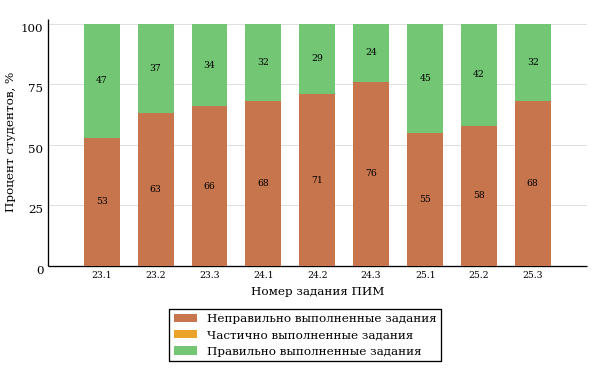 Процент студентов, %
100
75
50
25
0
47 37 34 32 29 24 45 42 32
53 63 66 68 71 76 55 58 68
23.1 23.2 23.3 24.1 24.2 24.3 25.1 25.2 25.3
Номер задания ПИМ
Неправильно выполненные задания
Частично выполненные задания
Правильно выполненные задания